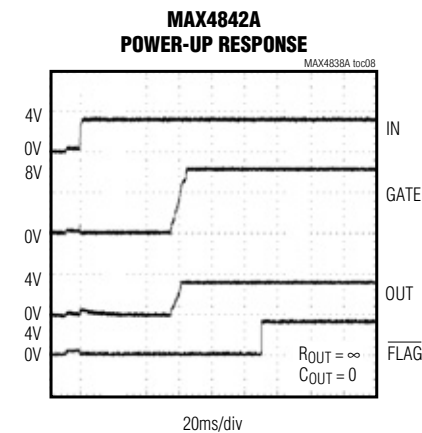 MAX4842A
POWER-UP RESPONSE
MAX4838A toc08
4V
IN
0V
8V
GATE
0V
4V
OUT
0V
4V
0V
FLAG
ROUT = ∞
COUT = 0
20ms/div